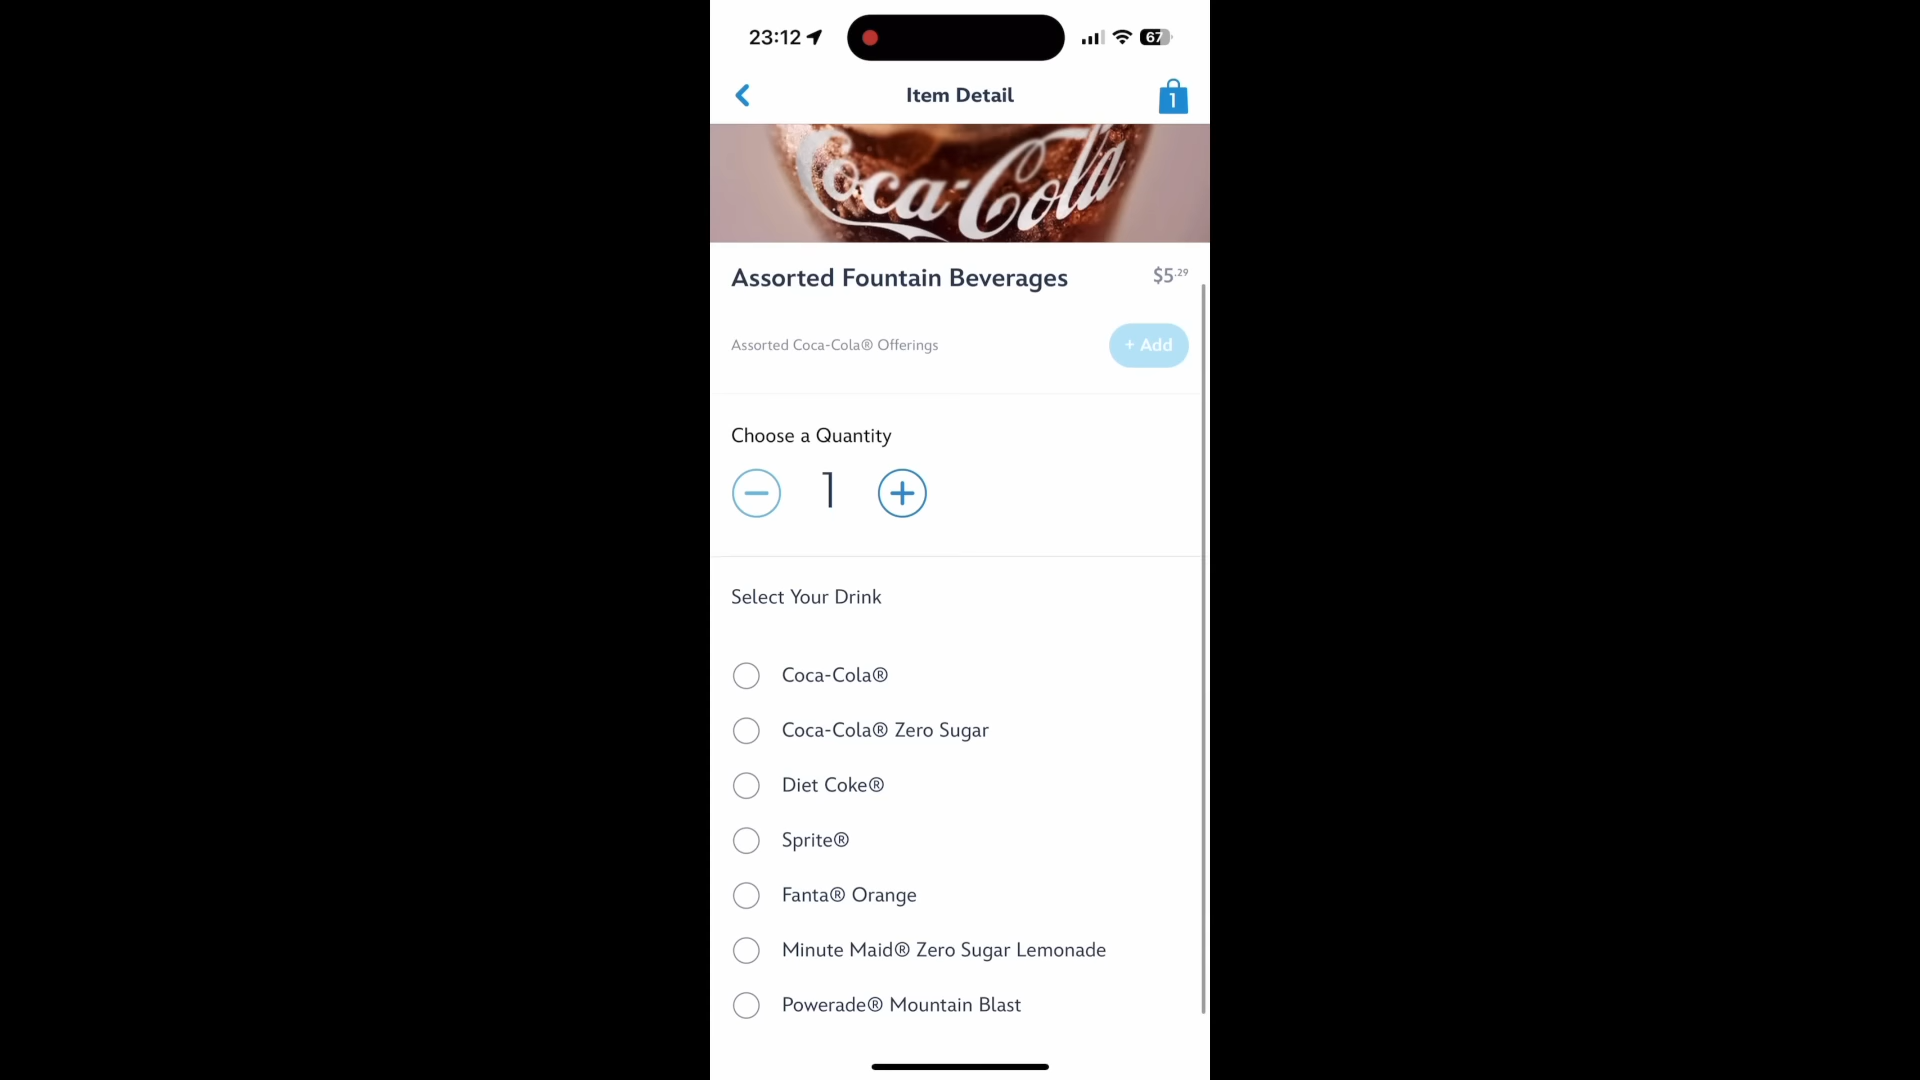 23:12
67
Item Detail
1
Coca-Cola
Assorted Fountain Beverages
$5.29
Assorted Coca-Cola® Offerings
+ Add
Choose a Quantity
1
Select Your Drink
Coca-Cola®
Coca-Cola® Zero Sugar
Diet Coke®
Sprite®
Fanta® Orange
Minute Maid® Zero Sugar Lemonade
Powerade® Mountain Blast